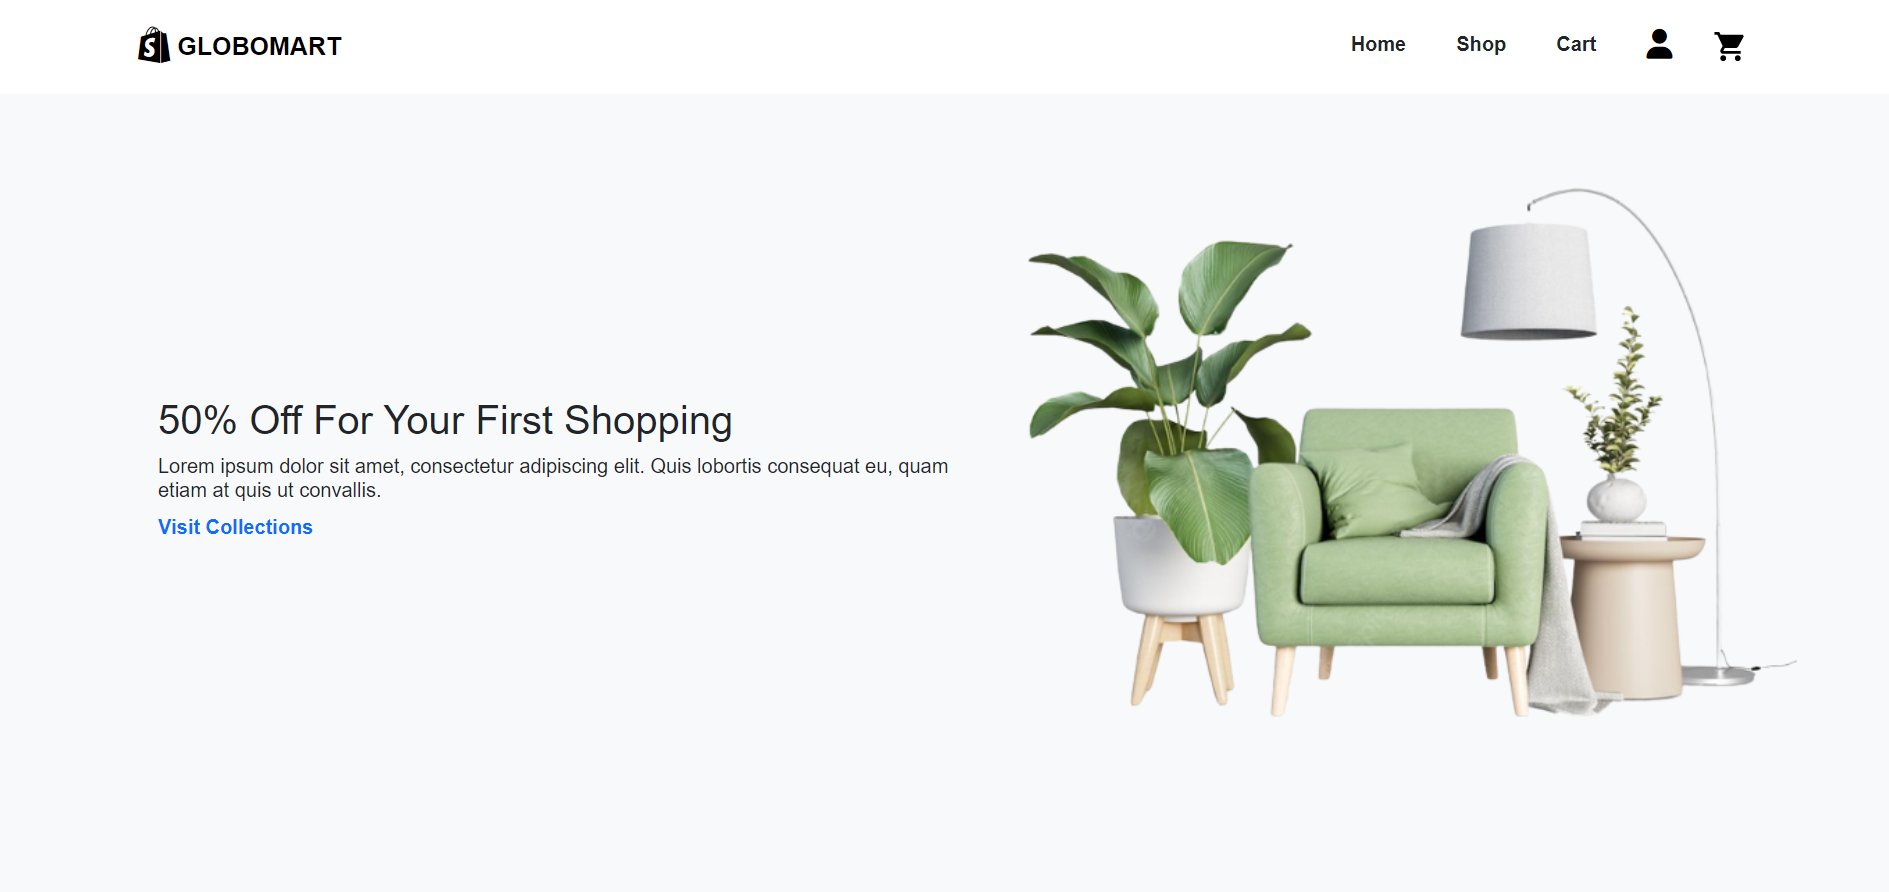 GLOBOMART
Home
Shop
Cart
50% Off For Your First Shopping
Lorem ipsum dolor sit amet, consectetur adipiscing elit. Quis lobortis consequat eu, quam
etiam at quis ut convallis.
Visit Collections